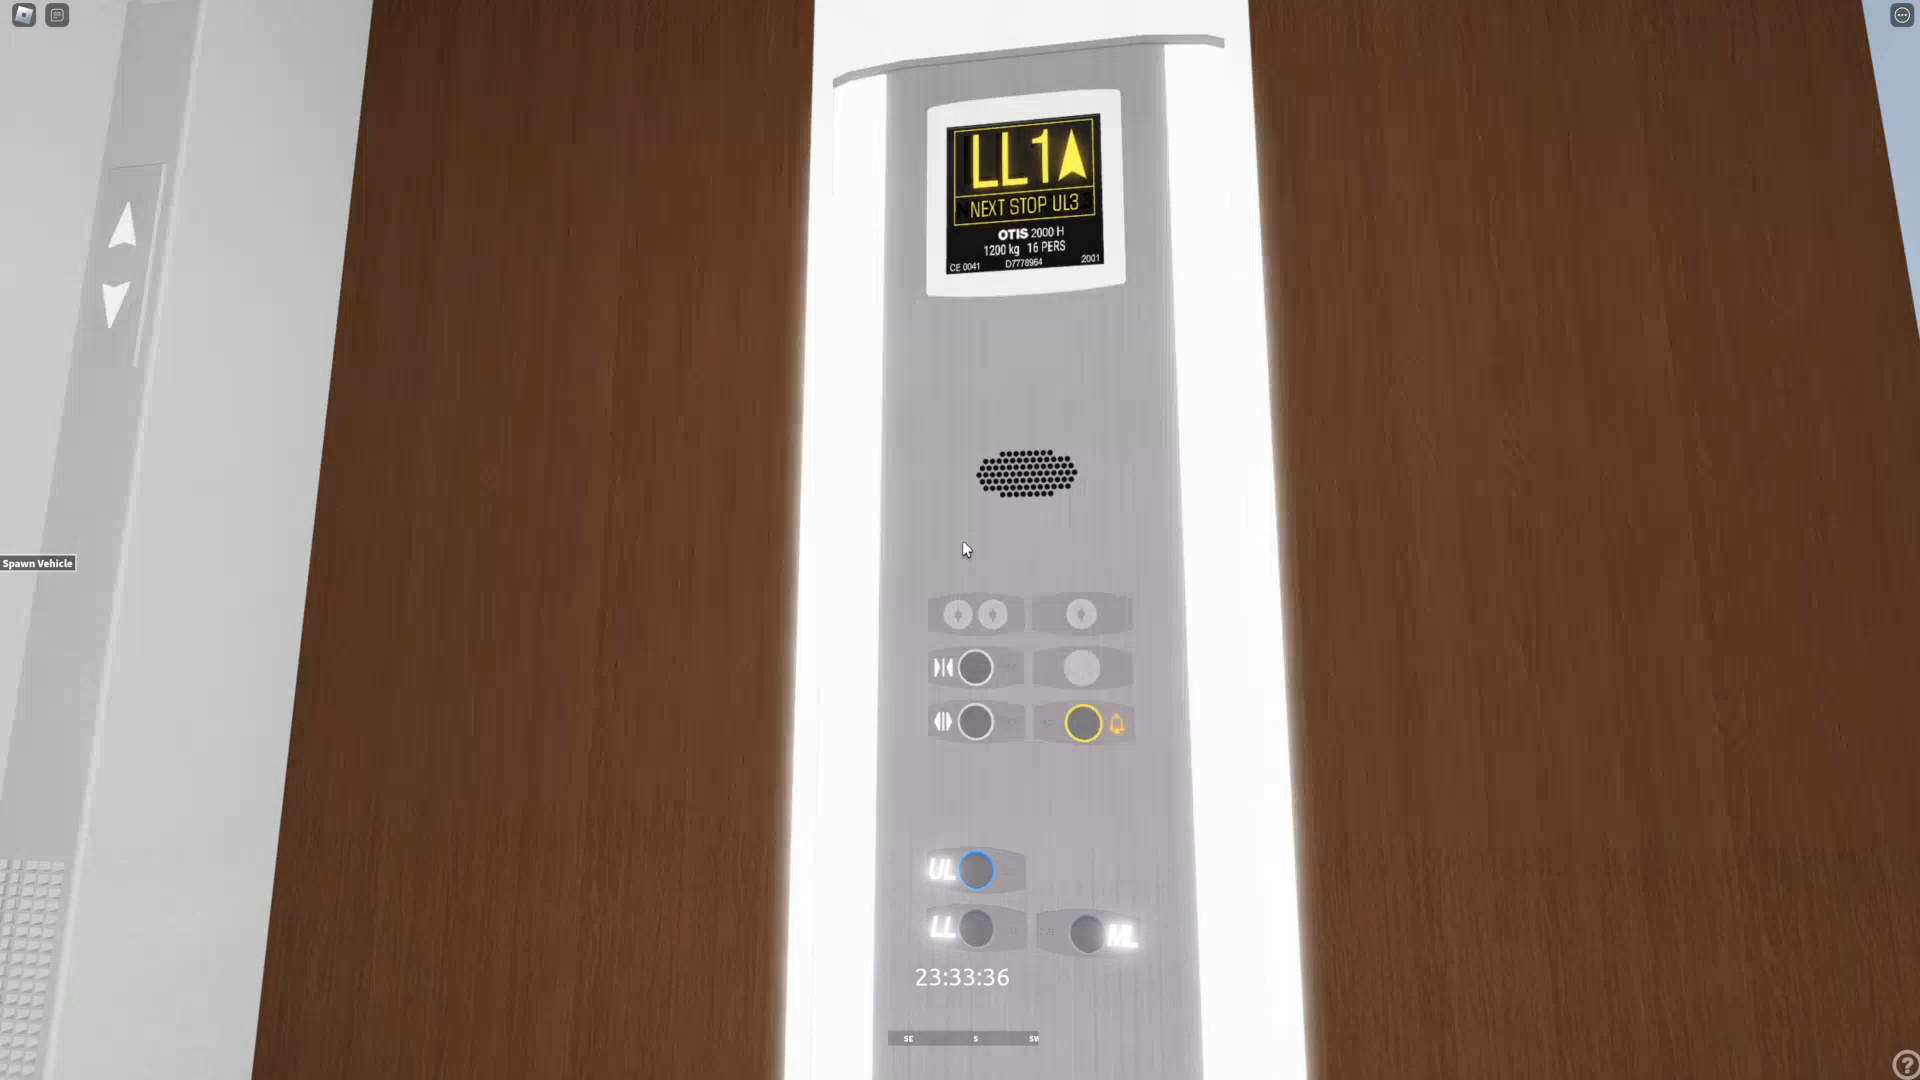 LL1
NEXT STOP UL3
OTIS 2000 H
1200 kg 16 PERS
CE 0041 D7778964 2001
Spawn Vehicle
UL
LL
ML
23:33:36
SE S SW
?